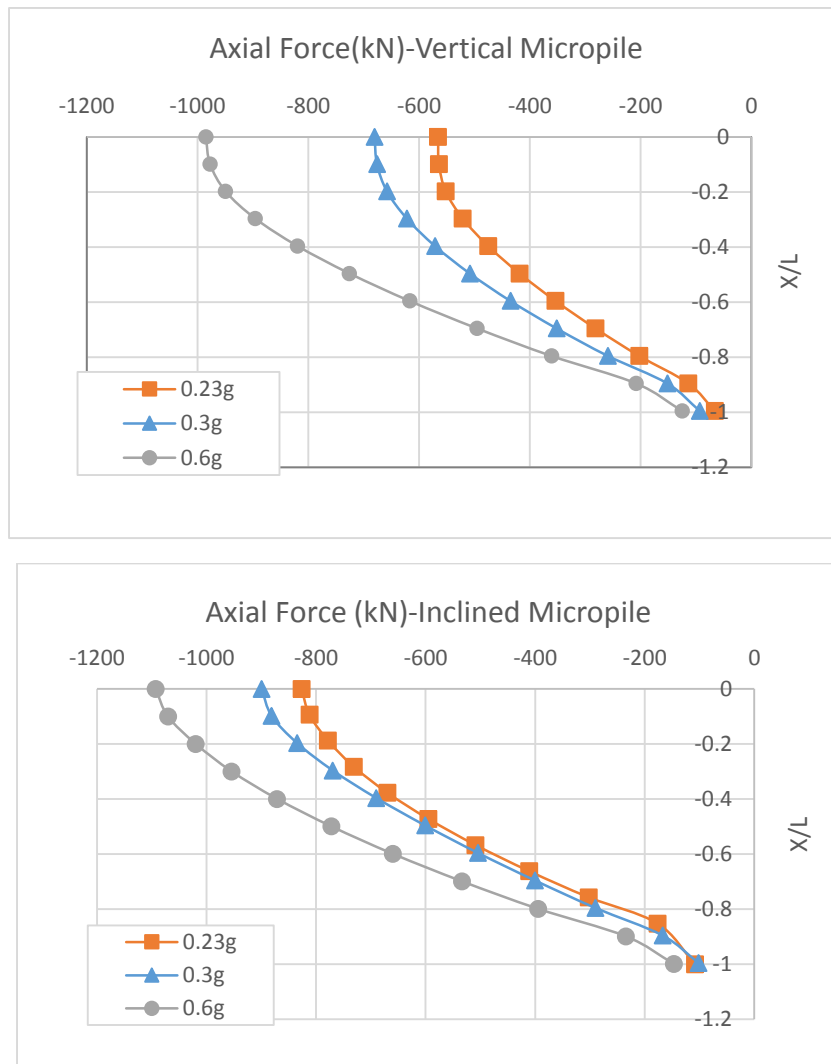 Axial Force(kN)-Vertical Micropile
-1200 -1000 -800 -600 -400 -200 0
0
-0.2
-0.4
-0.6
-0.8
-1
-1.2
X/L
0.23g
0.3g
0.6g
Axial Force (kN)-Inclined Micropile
-1200 -1000 -800 -600 -400 -200 0
0
-0.2
-0.4
-0.6
-0.8
-1
-1.2
X/L
0.23g
0.3g
0.6g